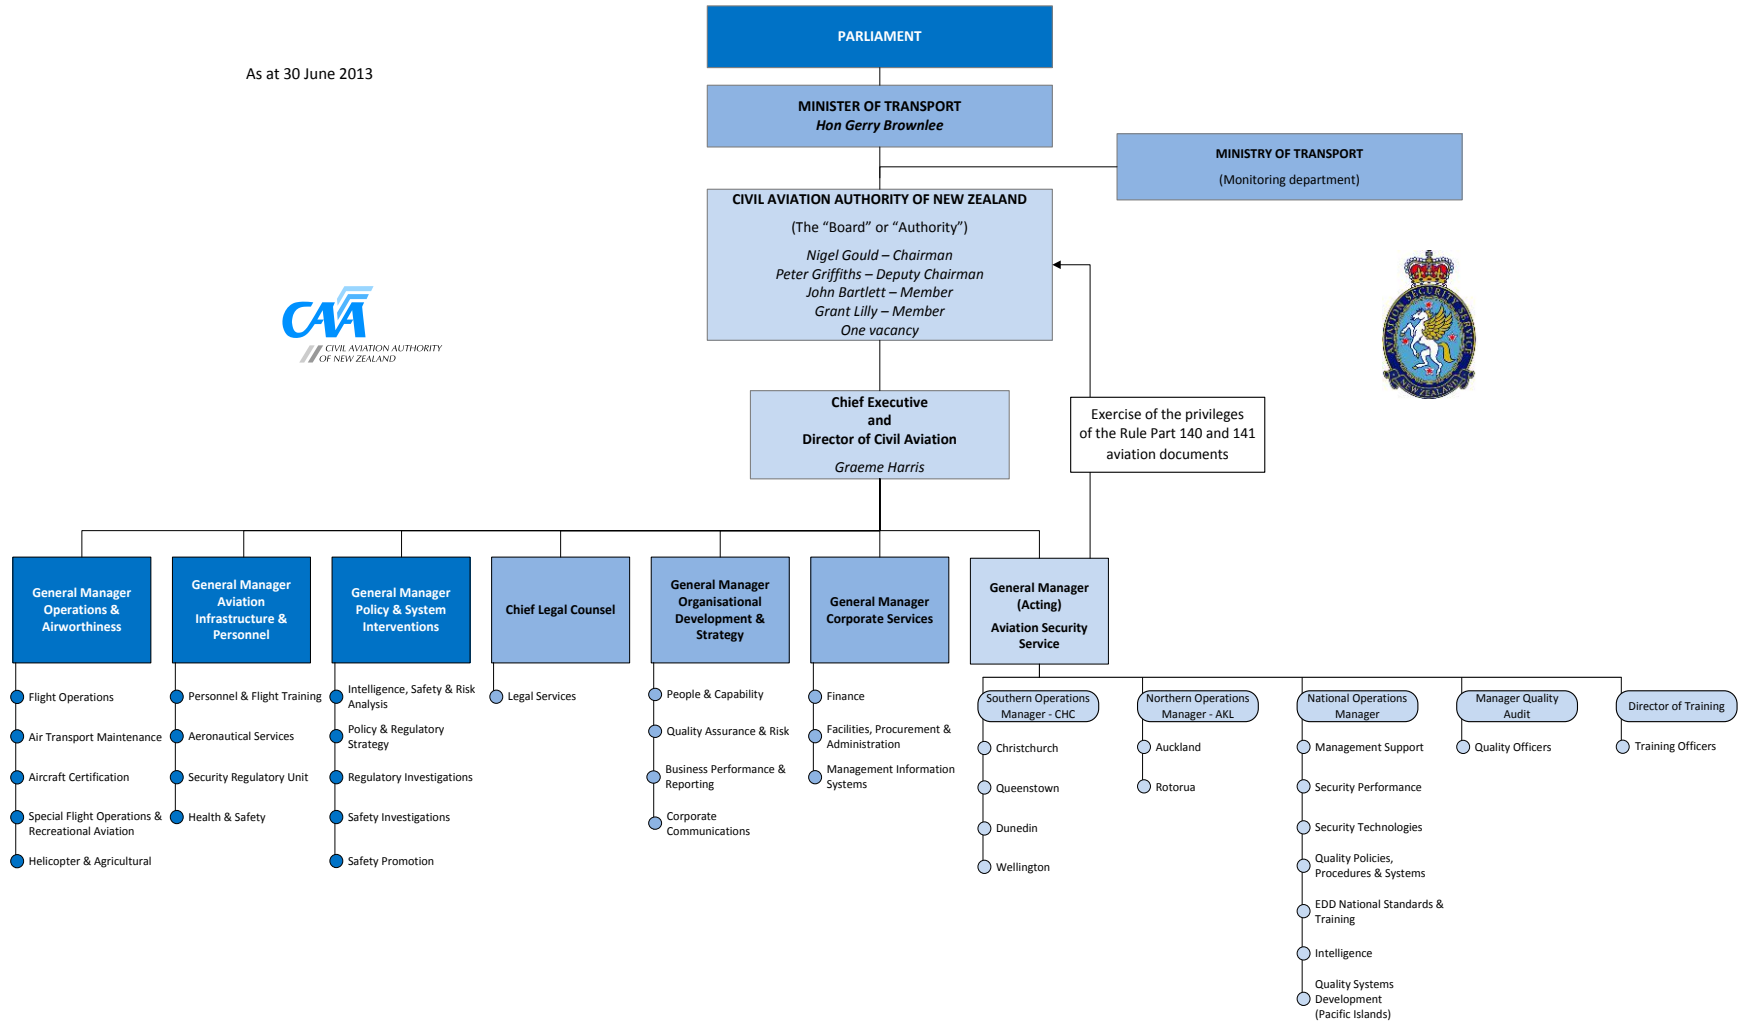 PARLIAMENT
As at 30 June 2013
MINISTER OF TRANSPORT
Hon Gerry Brownlee
MINISTRY OF TRANSPORT
(Monitoring department)
CIVIL AVIATION AUTHORITY OF NEW ZEALAND
(The “Board” or “Authority”)
Nigel Gould – Chairman
Peter Griffiths – Deputy Chairman
John Bartlett – Member
Grant Lilly – Member
One vacancy
CAA
CIVIL AVIATION AUTHORITY
OF NEW ZEALAND
AVIATION SECURITY SERVICE
NEW ZEALAND
Chief Executive
and
Director of Civil Aviation
Graeme Harris
Exercise of the privileges
of the Rule Part 140 and 141
aviation documents
General Manager
Operations &
Airworthiness
Flight Operations
Air Transport Maintenance
Aircraft Certification
Special Flight Operations &
Recreational Aviation
Helicopter & Agricultural
General Manager
Aviation
Infrastructure &
Personnel
Personnel & Flight Training
Aeronautical Services
Security Regulatory Unit
Health & Safety
General Manager
Policy & System
Interventions
Intelligence, Safety & Risk
Analysis
Policy & Regulatory
Strategy
Regulatory Investigations
Safety Investigations
Safety Promotion
Chief Legal Counsel
Legal Services
General Manager
Organisational
Development &
Strategy
People & Capability
Quality Assurance & Risk
Business Performance &
Reporting
Corporate
Communications
General Manager
Corporate Services
Finance
Facilities, Procurement &
Administration
Management Information
Systems
General Manager
(Acting)
Aviation Security
Service
Southern Operations
Manager - CHC
Christchurch
Queenstown
Dunedin
Wellington
Northern Operations
Manager - AKL
Auckland
Rotorua
National Operations
Manager
Management Support
Security Performance
Security Technologies
Quality Policies,
Procedures & Systems
EDD National Standards &
Training
Intelligence
Quality Systems
Development
(Pacific Islands)
Manager Quality
Audit
Quality Officers
Director of Training
Training Officers